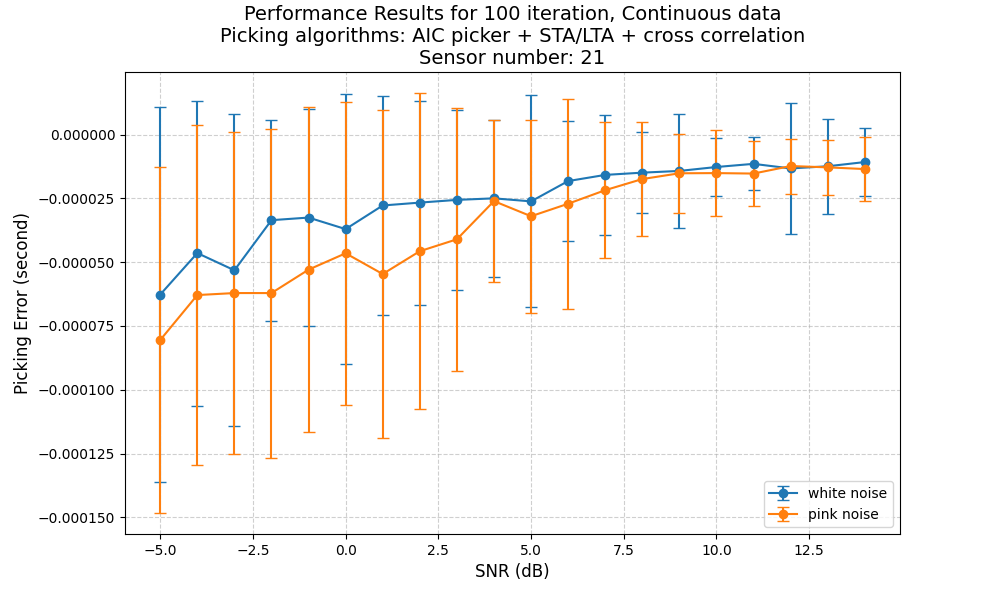 Performance Results for 100 iteration, Continuous data
Picking algorithms: AIC picker + STA/LTA + cross correlation
Sensor number: 21
Picking Error (second)
0.000000
−0.000025
−0.000050
−0.000075
−0.000100
−0.000125
−0.000150
white noise
pink noise
−5.0 −2.5 0.0 2.5 5.0 7.5 10.0 12.5
SNR (dB)